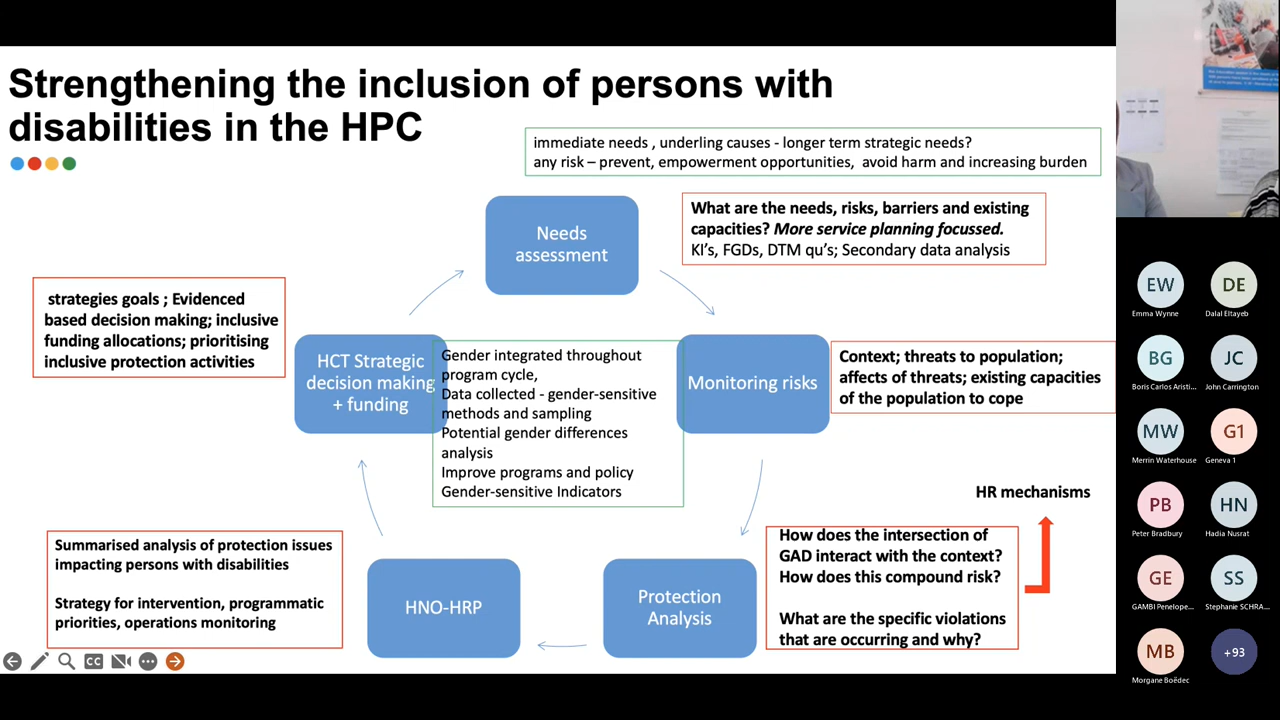 Strengthening the inclusion of persons with
disabilities in the HPC
immediate needs , underling causes - longer term strategic needs?
any risk – prevent, empowerment opportunities, avoid harm and increasing burden
Needs
assessment
What are the needs, risks, barriers and existing
capacities? More service planning focussed.
KI's, FGDs, DTM qu's; Secondary data analysis
strategies goals ; Evidenced
based decision making; inclusive
funding allocations; prioritising
inclusive protection activities
HCT Strategic
decision making
+ funding
Gender integrated throughout
program cycle,
Data collected - gender-sensitive
methods and sampling
Potential gender differences
analysis
Improve programs and policy
Gender-sensitive Indicators
Monitoring risks
Context; threats to population;
affects of threats; existing capacities
of the population to cope
HR mechanisms
How does the intersection of
GAD interact with the context?
How does this compound risk?
What are the specific violations
that are occurring and why?
Protection
Analysis
HNO-HRP
Summarised analysis of protection issues
impacting persons with disabilities
Strategy for intervention, programmatic
priorities, operations monitoring
CC
EW
Emma Wynne
DE
Dalal Eltayeb
BG
Boris Carlos Aristi...
JC
John Carrington
MW
Merrin Waterhouse
G1
Geneva 1
PB
Peter Bradbury
HN
Hadia Nusrat
GE
GAMBI Penelope...
SS
Stephanie SCHRA...
MB
Morgane Boëdec
+93